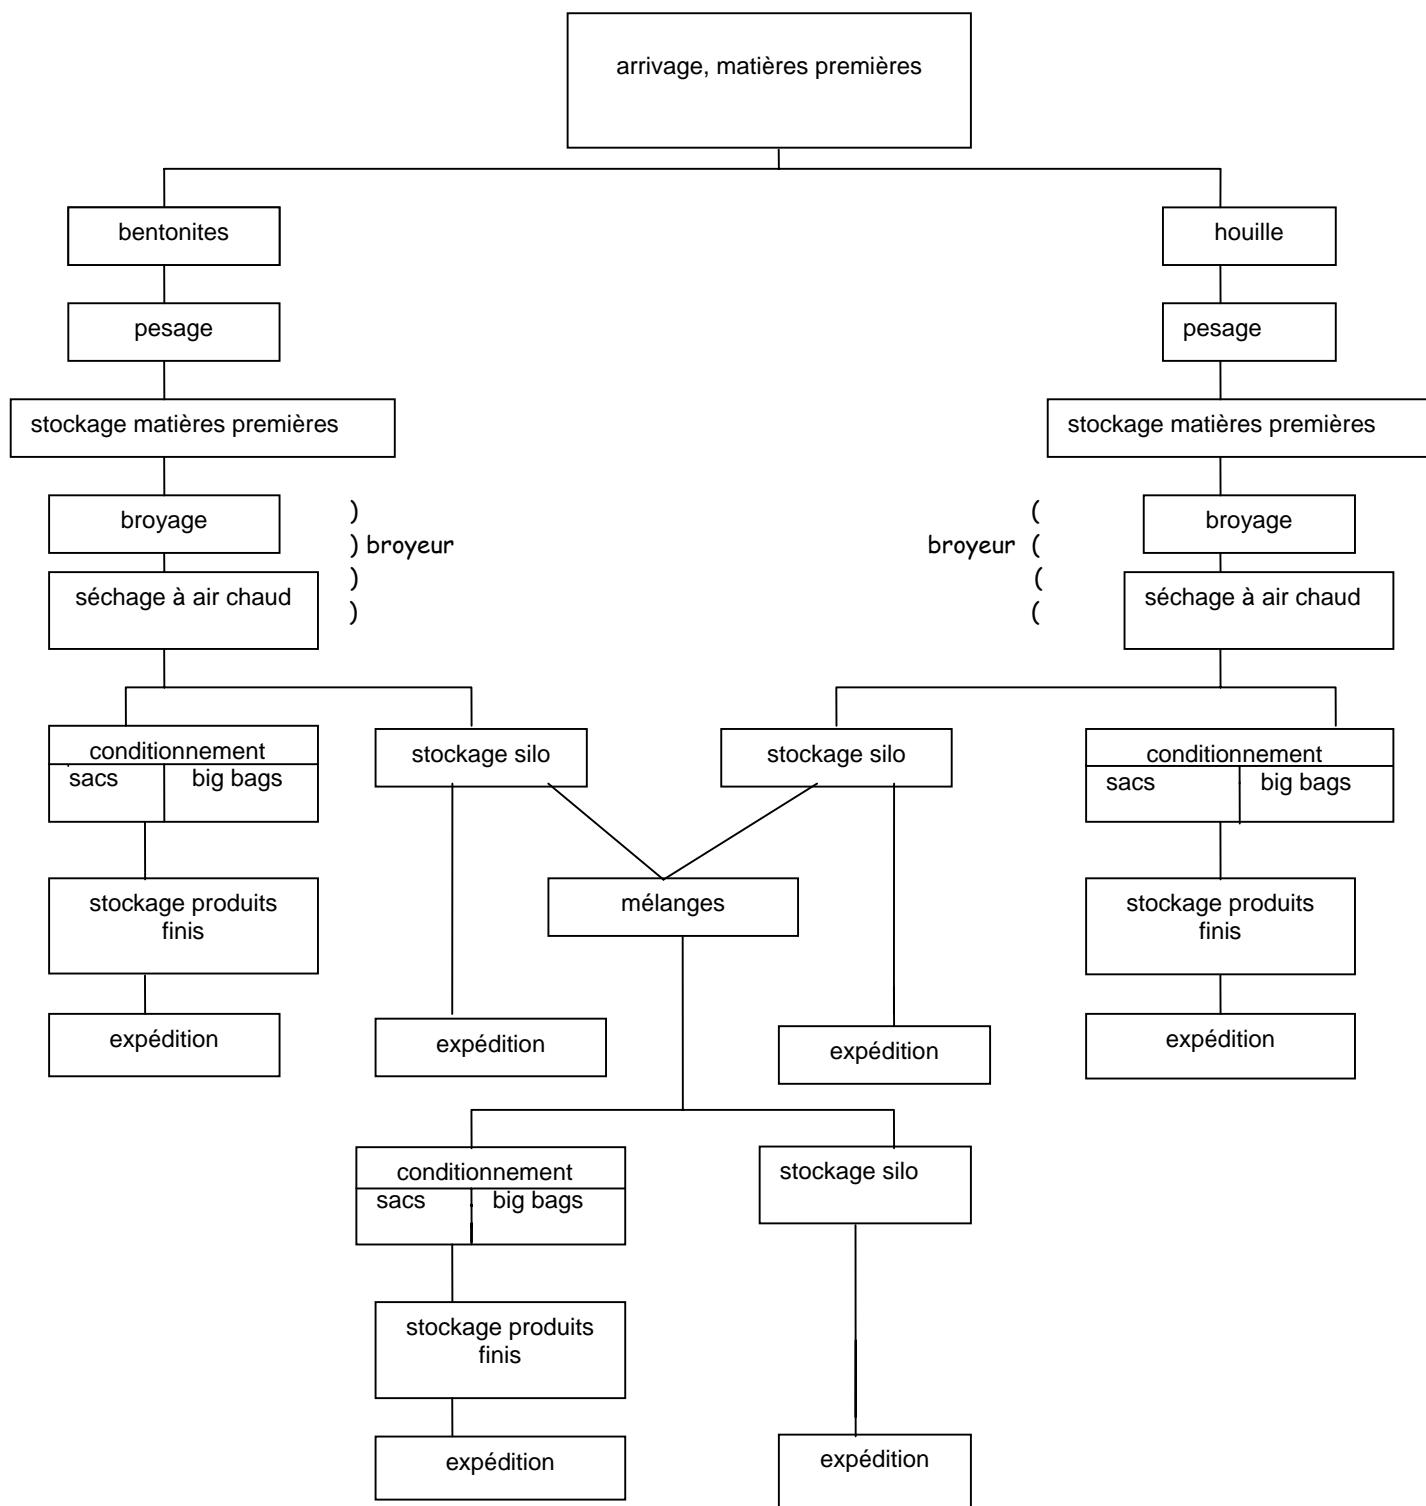 arrivage, matières premières
bentonites
houille
pesage
pesage
stockage matières premières
stockage matières premières
broyage
)
) broyeur
)
)
(
broyeur (
(
(
broyage
séchage à air chaud
séchage à air chaud
conditionnement
sacs
big bags
stockage silo
stockage silo
conditionnement
sacs
big bags
stockage produits
finis
mélanges
stockage produits
finis
expédition
expédition
expédition
expédition
conditionnement
sacs
big bags
stockage silo
stockage produits
finis
expédition
expédition